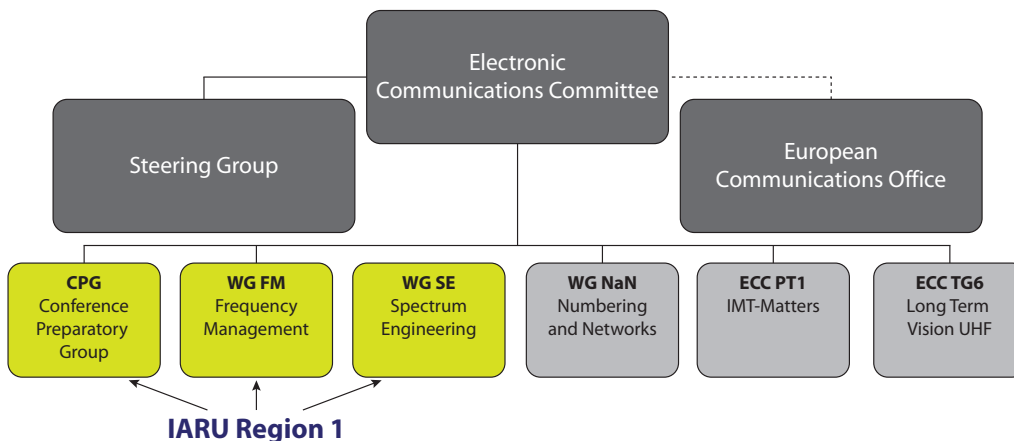 Electronic
Communications Committee
Steering Group
European
Communications Office
CPG
Conference
Preparatory
Group
WG FM
Frequency
Management
WG SE
Spectrum
Engineering
WG NaN
Numbering
and Networks
ECC PT1
IMT-Matters
ECC TG6
Long Term
Vision UHF
IARU Region 1